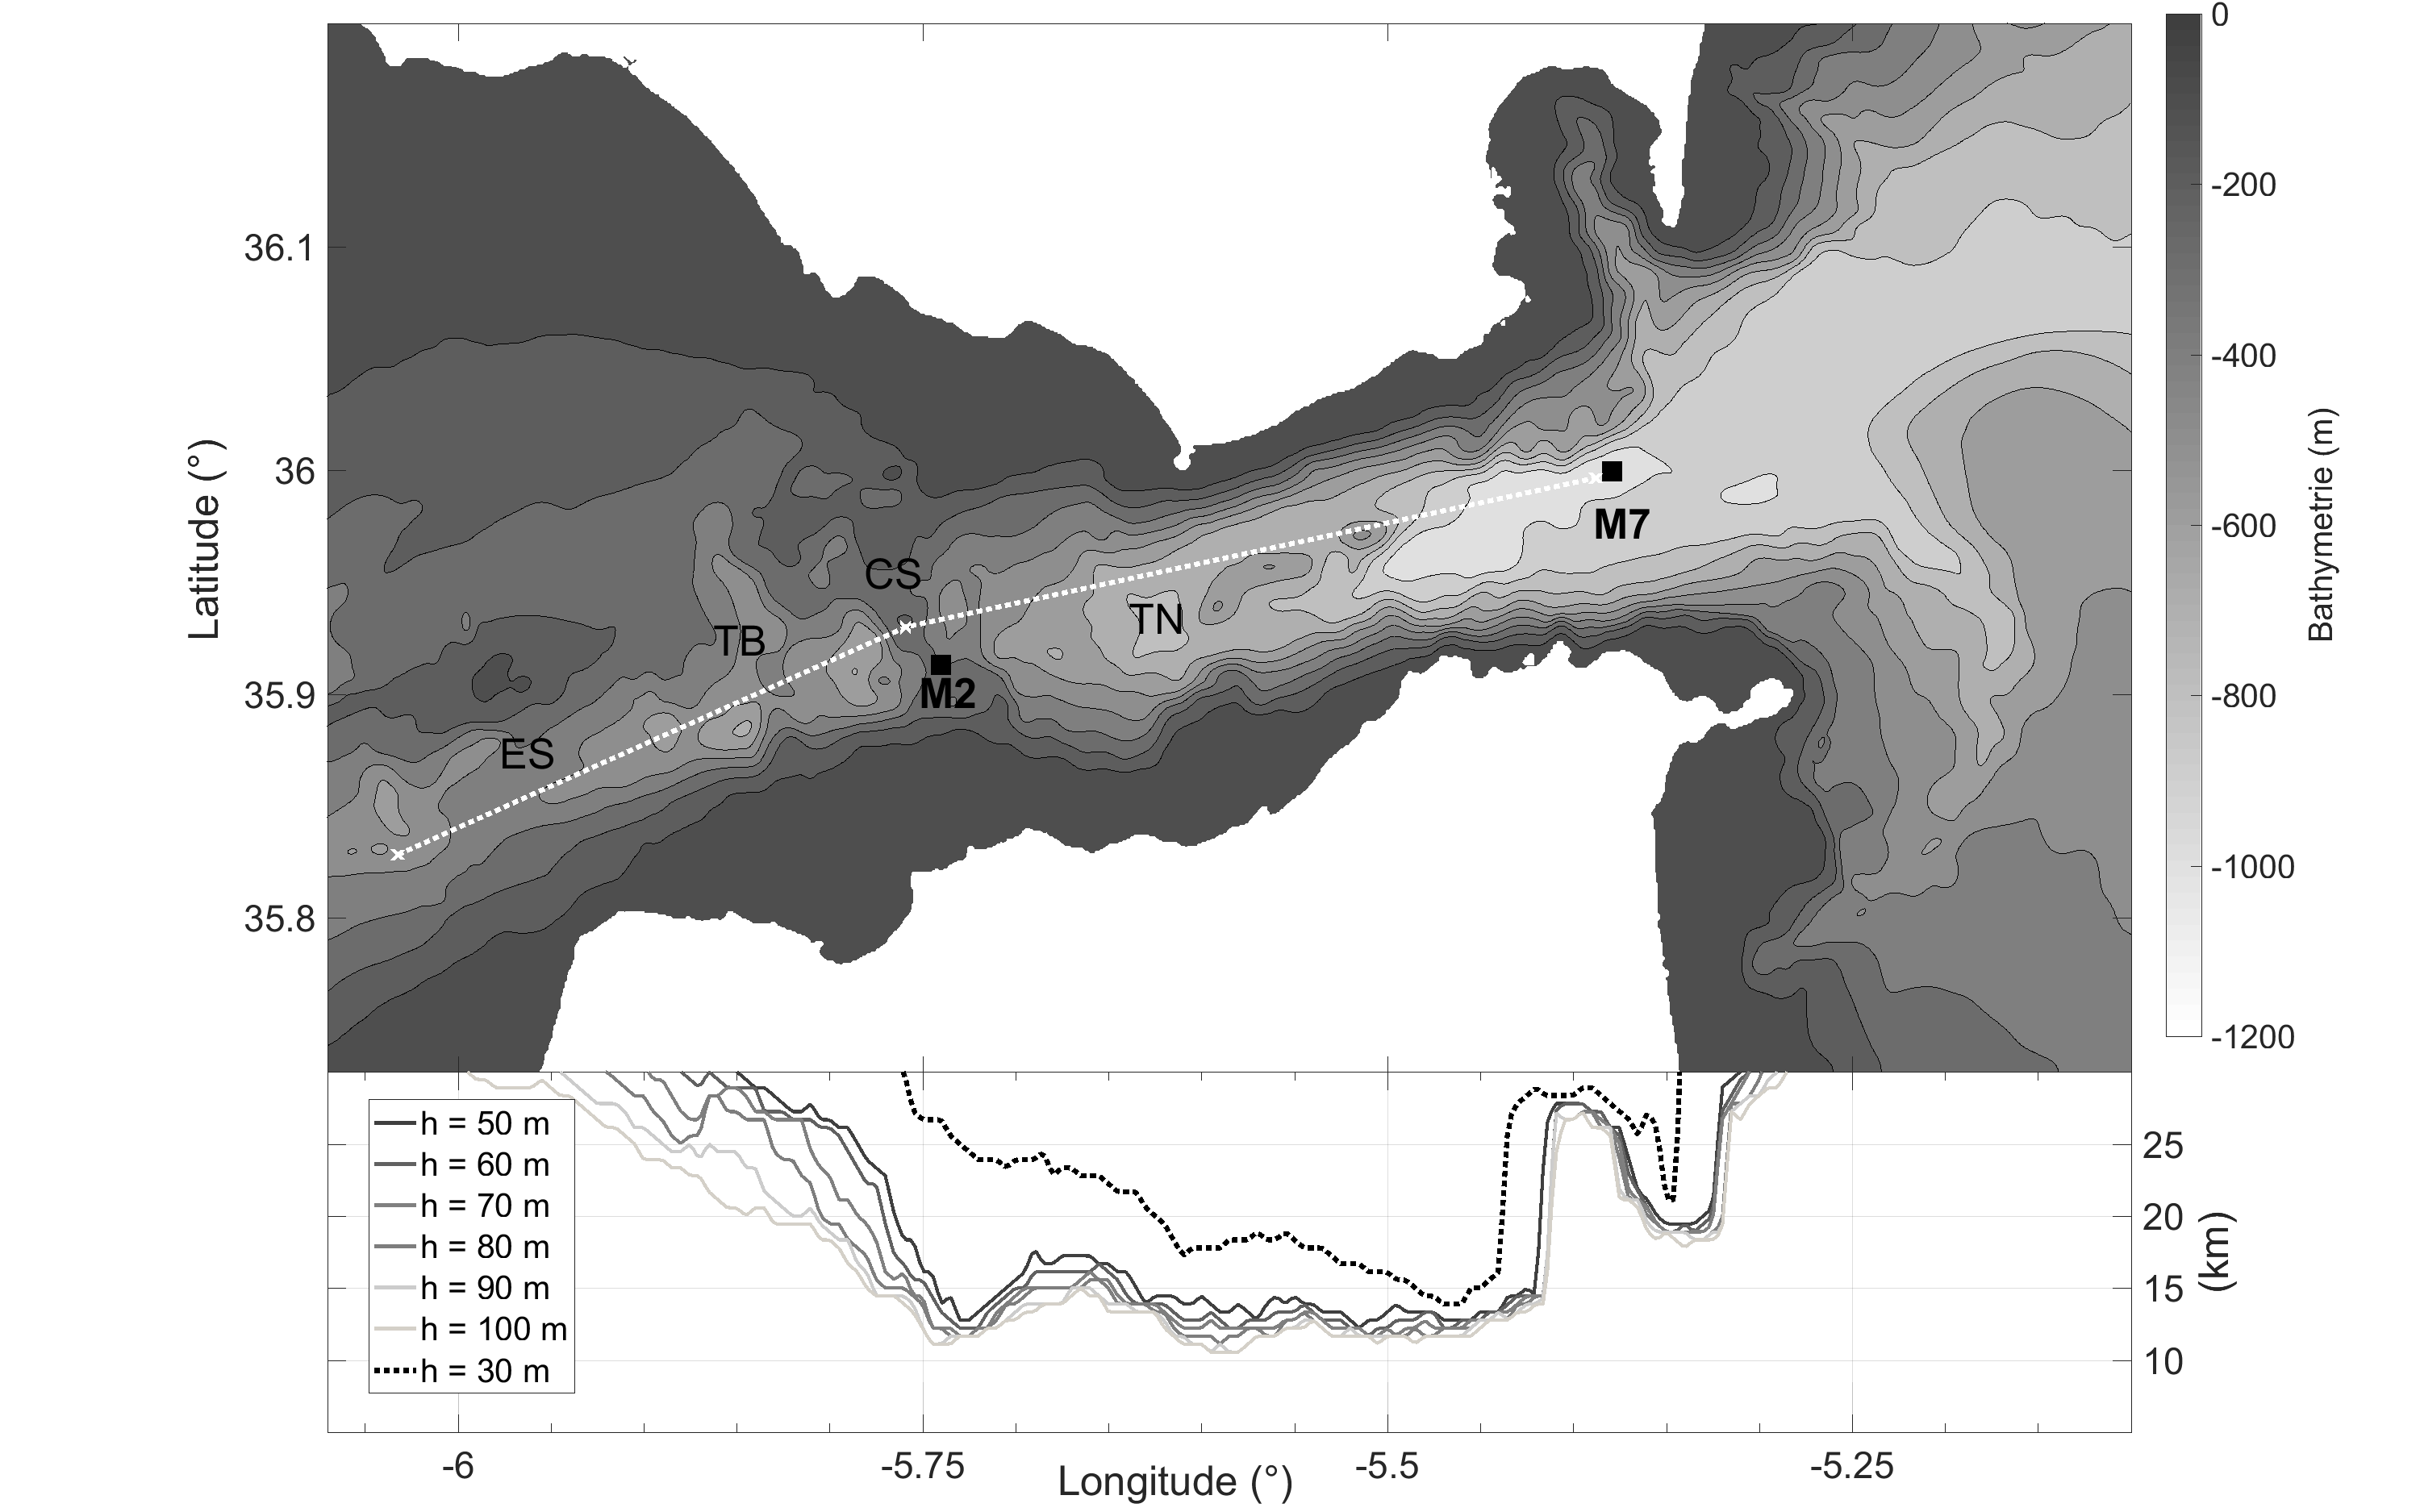 0
-200
-400
-600
-800
-1000
-1200
Bathymetrie (m)
36.1
36
35.9
35.8
Latitude (°)
CS
TB
TN
ES
M2
M7
h = 50 m
h = 60 m
h = 70 m
h = 80 m
h = 90 m
h = 100 m
h = 30 m
25
20
15
10
(km)
-6
-5.75
-5.5
-5.25
Longitude (°)